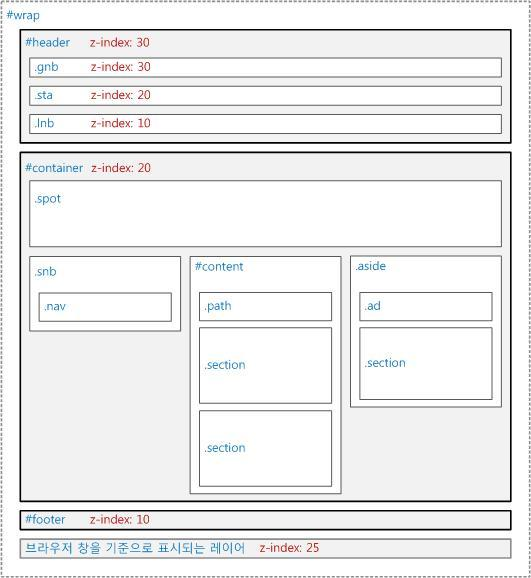 #wrap
#header z-index: 30
.gnb z-index: 30
.sta z-index: 20
.lnb z-index: 10
#container z-index: 20
.spot
.snb
.nav
#content
.path
.section
.section
.aside
.ad
.section
#footer z-index: 10
브라우저 창을 기준으로 표시되는 레이어 z-index: 25